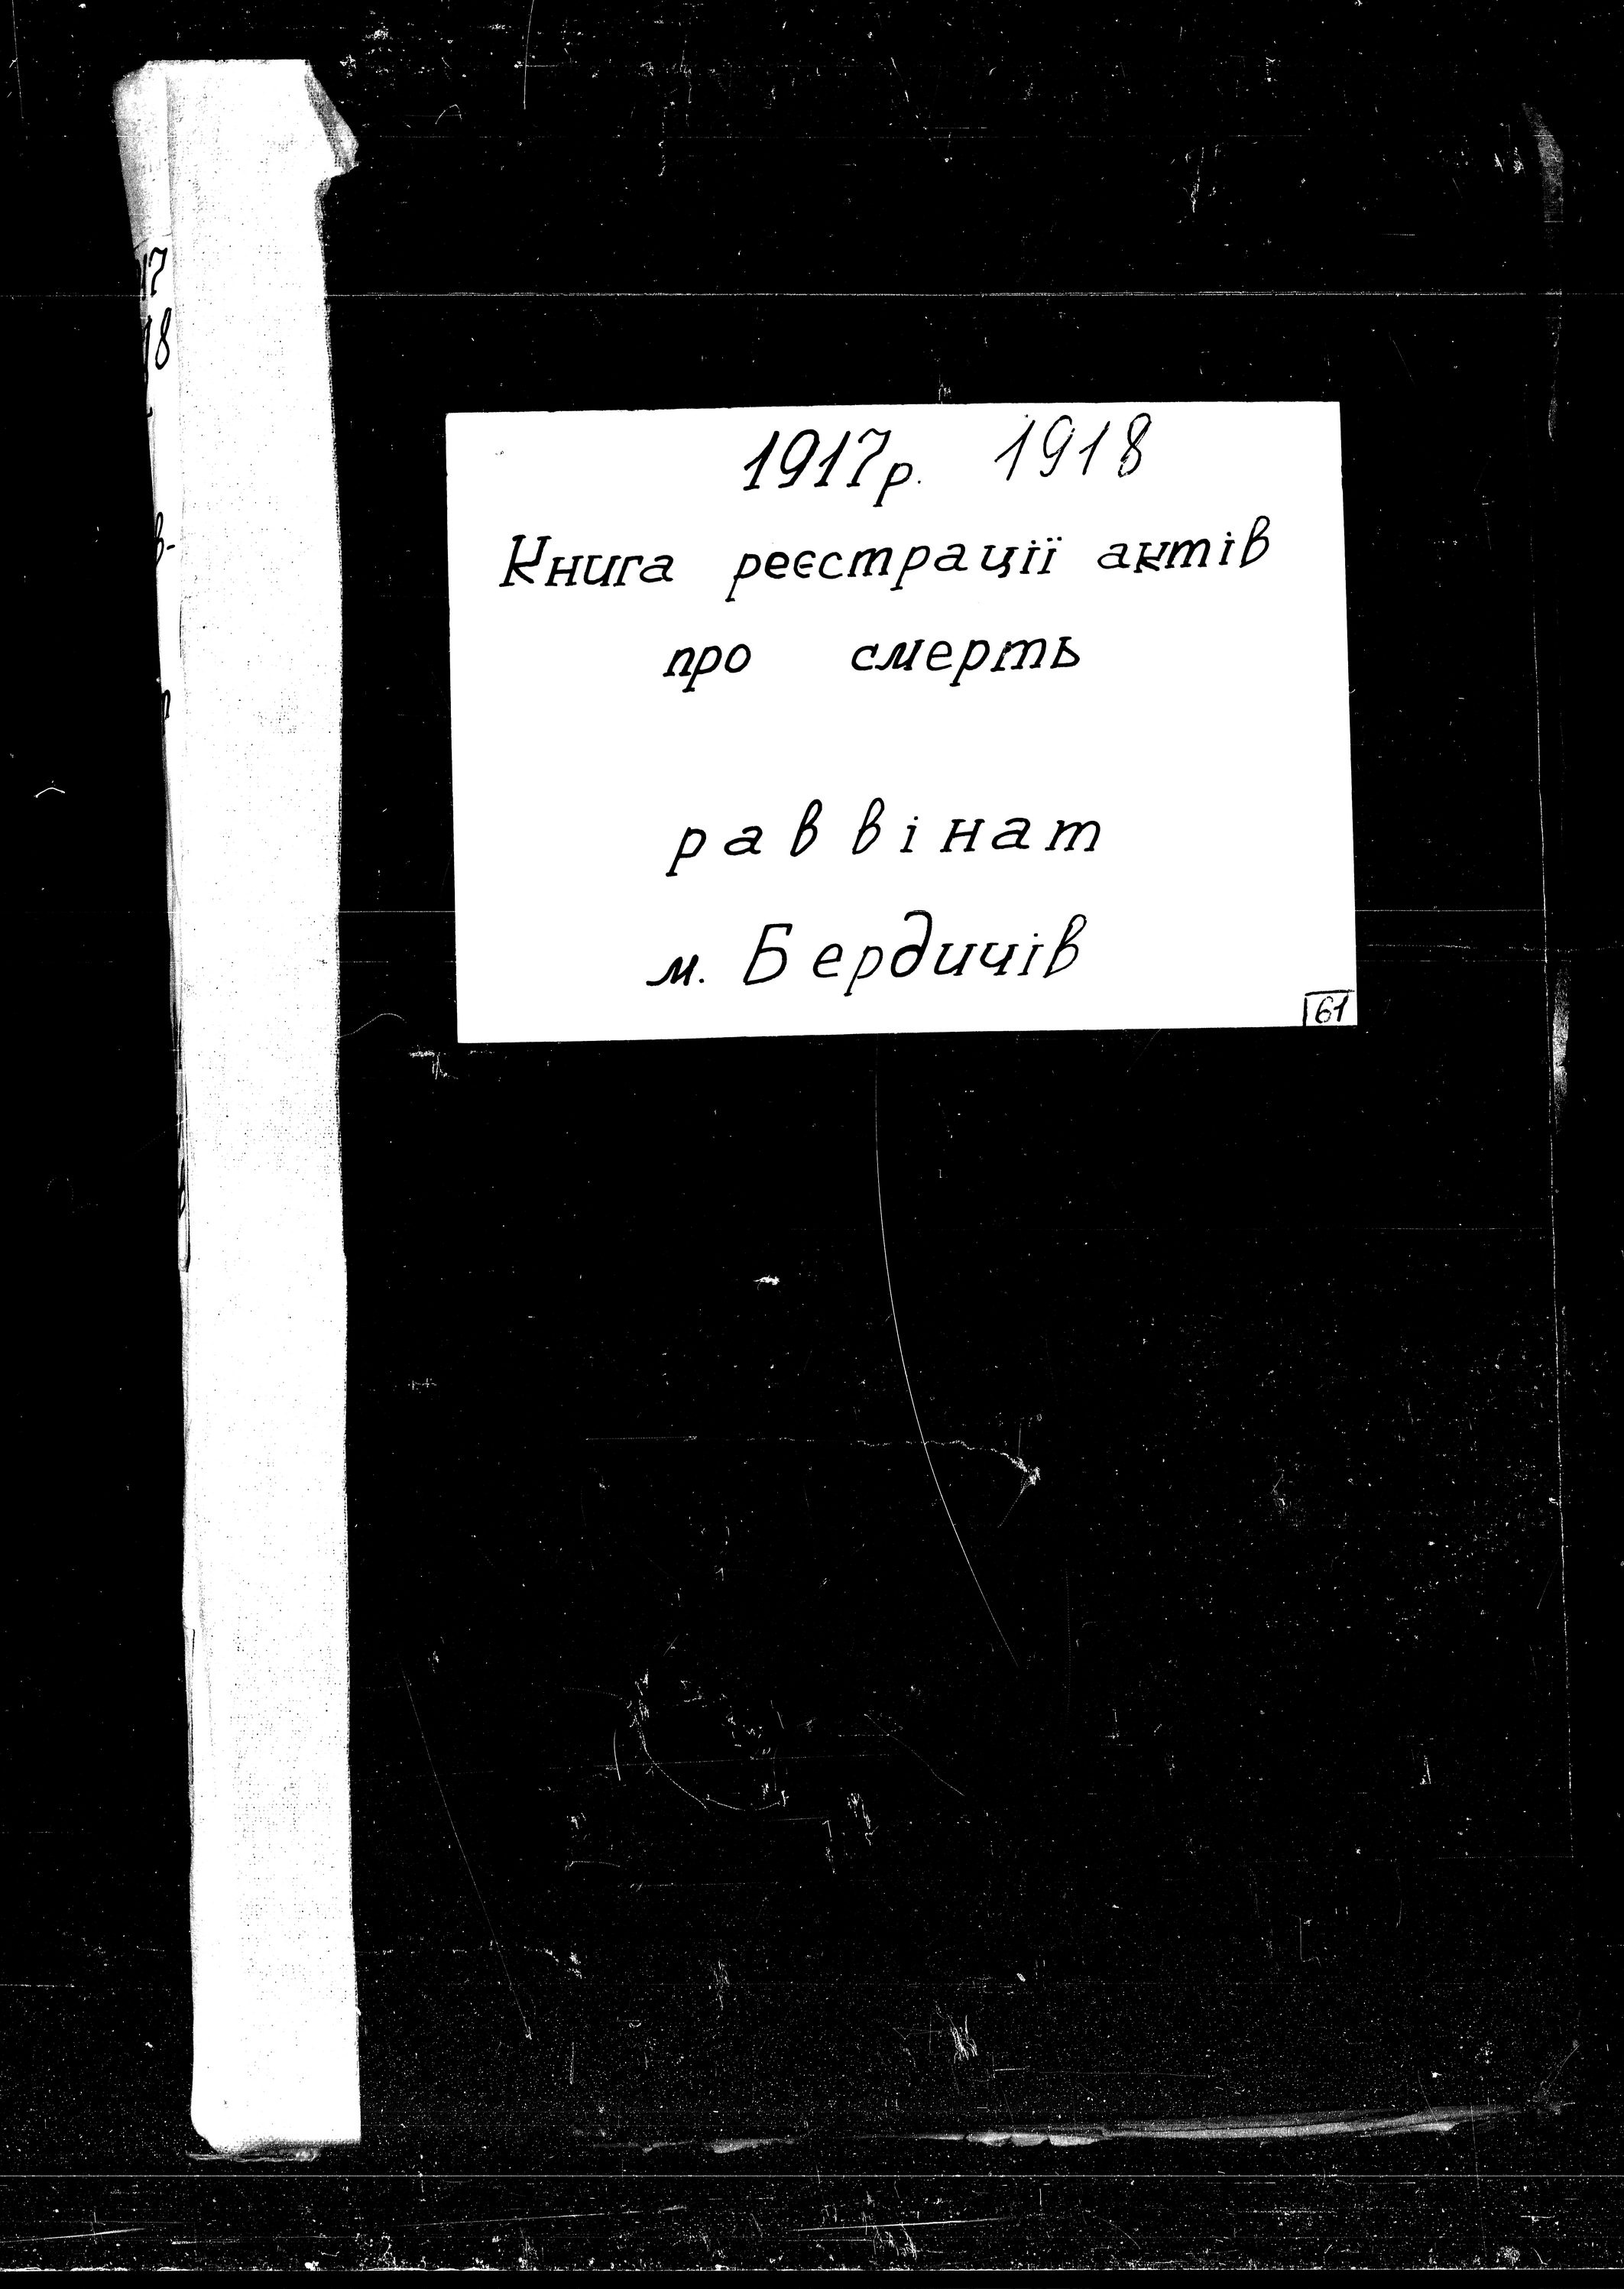 1917р. 1918
Книга реєстрації актів
про смерть
раввінат
м. Бердичів
61